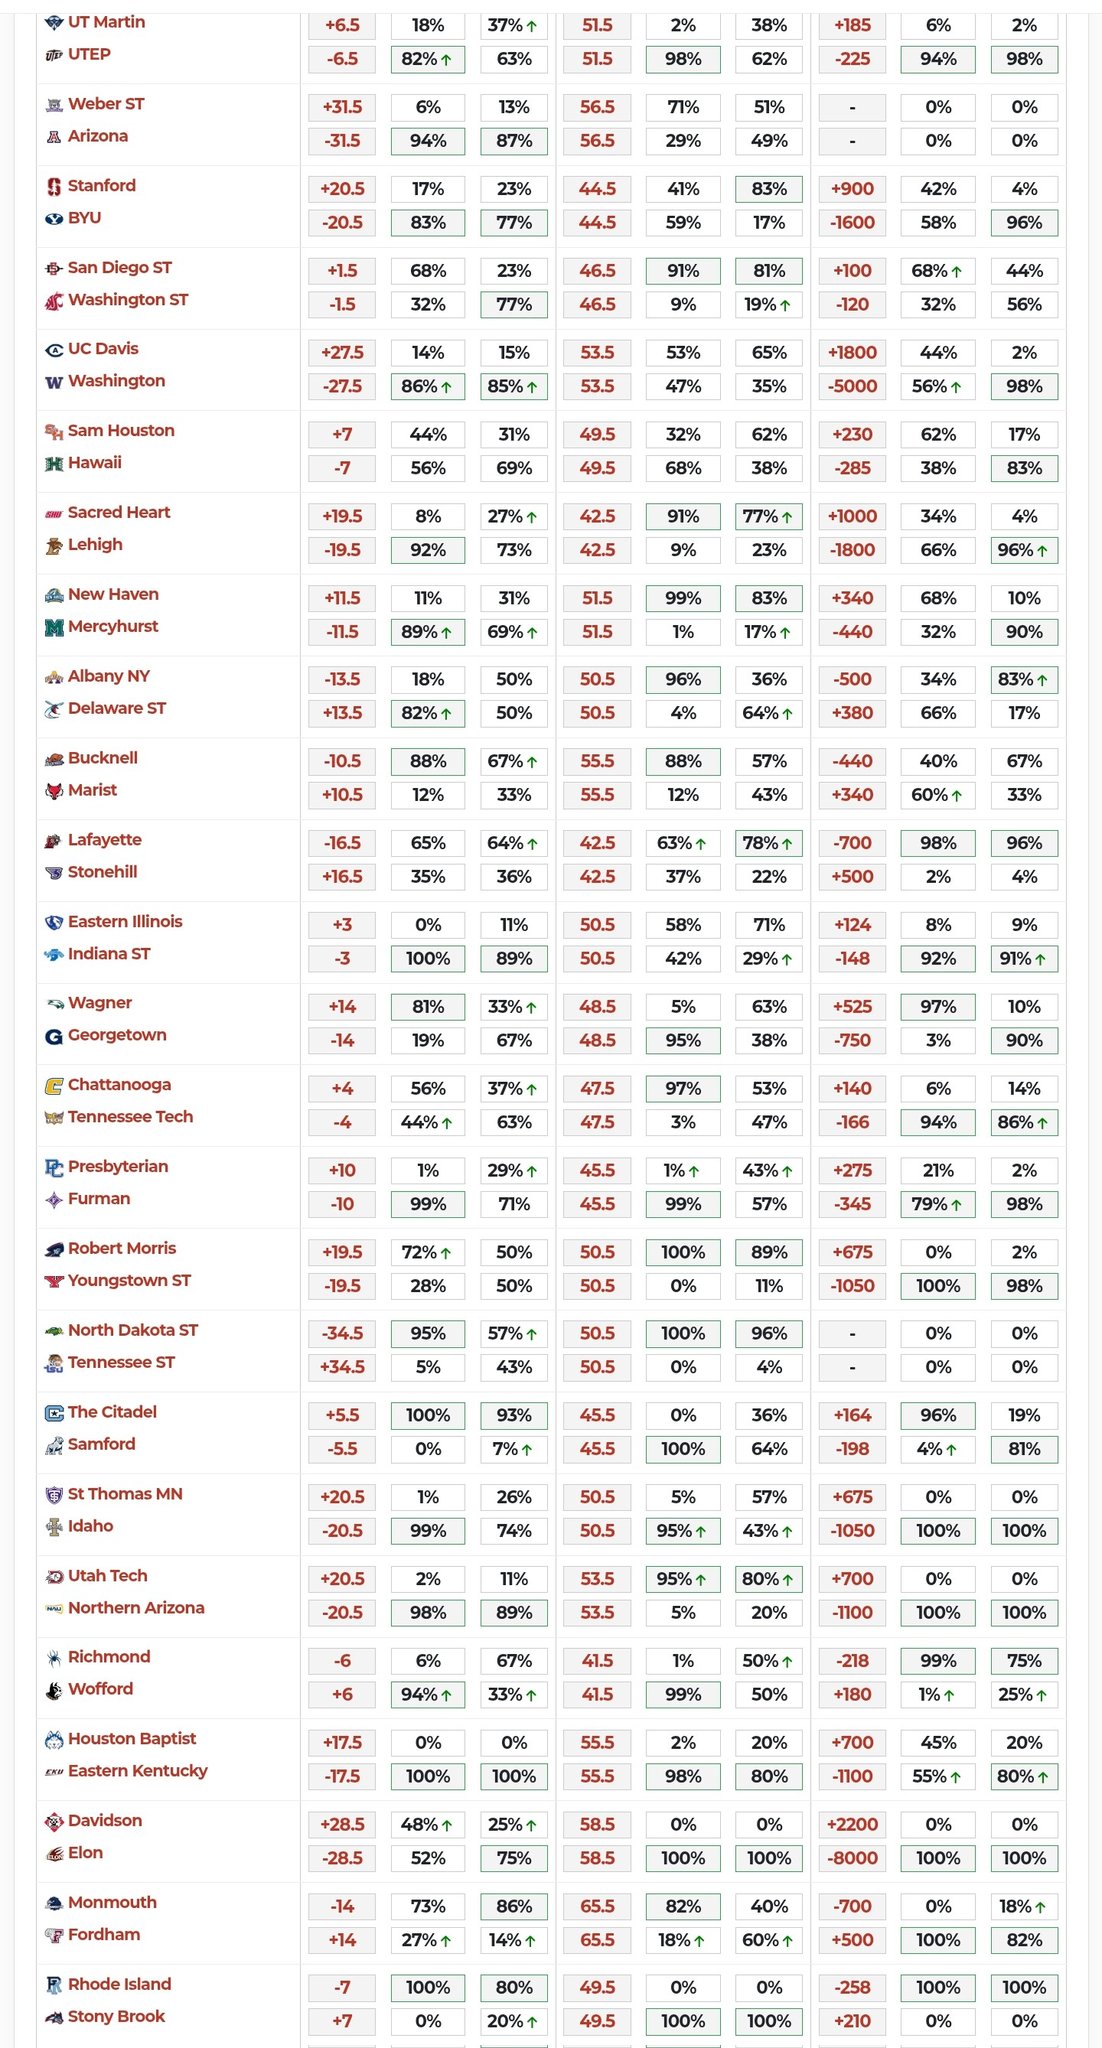 UT Martin +6.5 18% 37%↑ 51.5 2% 38% +185 6% 2%
UTEP -6.5 82%↑ 63% 51.5 98% 62% -225 94% 98%
Weber ST +31.5 6% 13% 56.5 71% 51% - 0% 0%
Arizona -31.5 94% 87% 56.5 29% 49% - 0% 0%
Stanford +20.5 17% 23% 44.5 41% 83% +900 42% 4%
BYU -20.5 83% 77% 44.5 59% 17% -1600 58% 96%
San Diego ST +1.5 68% 23% 46.5 91% 81% +100 68%↑ 44%
Washington ST -1.5 32% 77% 46.5 9% 19%↑ -120 32% 56%
UC Davis +27.5 14% 15% 53.5 53% 65% +1800 44% 2%
Washington -27.5 86%↑ 85%↑ 53.5 47% 35% -5000 56%↑ 98%
Sam Houston +7 44% 31% 49.5 32% 62% +230 62% 17%
Hawaii -7 56% 69% 49.5 68% 38% -285 38% 83%
Sacred Heart +19.5 8% 27%↑ 42.5 91% 77%↑ +1000 34% 4%
Lehigh -19.5 92% 73% 42.5 9% 23% -1800 66% 96%↑
New Haven +11.5 11% 31% 51.5 99% 83% +340 68% 10%
Mercyhurst -11.5 89%↑ 69%↑ 51.5 1% 17%↑ -440 32% 90%
Albany NY -13.5 18% 50% 50.5 96% 36% -500 34% 83%↑
Delaware ST +13.5 82%↑ 50% 50.5 4% 64%↑ +380 66% 17%
Bucknell -10.5 88% 67%↑ 55.5 88% 57% -440 40% 67%
Marist +10.5 12% 33% 55.5 12% 43% +340 60%↑ 33%
Lafayette -16.5 65% 64%↑ 42.5 63%↑ 78%↑ -700 98% 96%
Stonehill +16.5 35% 36% 42.5 37% 22% +500 2% 4%
Eastern Illinois +3 0% 11% 50.5 58% 71% +124 8% 9%
Indiana ST -3 100% 89% 50.5 42% 29%↑ -148 92% 91%↑
Wagner +14 81% 33%↑ 48.5 5% 63% +525 97% 10%
Georgetown -14 19% 67% 48.5 95% 38% -750 3% 90%
Chattanooga +4 56% 37%↑ 47.5 97% 53% +140 6% 14%
Tennessee Tech -4 44%↑ 63% 47.5 3% 47% -166 94% 86%↑
Presbyterian +10 1% 29%↑ 45.5 1%↑ 43%↑ +275 21% 2%
Furman -10 99% 71% 45.5 99% 57% -345 79%↑ 98%
Robert Morris +19.5 72%↑ 50% 50.5 100% 89% +675 0% 2%
Youngstown ST -19.5 28% 50% 50.5 0% 11% -1050 100% 98%
North Dakota ST -34.5 95% 57%↑ 50.5 100% 96% - 0% 0%
Tennessee ST +34.5 5% 43% 50.5 0% 4% - 0% 0%
The Citadel +5.5 100% 93% 45.5 0% 36% +164 96% 19%
Samford -5.5 0% 7%↑ 45.5 100% 64% -198 4%↑ 81%
St Thomas MN +20.5 1% 26% 50.5 5% 57% +675 0% 0%
Idaho -20.5 99% 74% 50.5 95%↑ 43%↑ -1050 100% 100%
Utah Tech +20.5 2% 11% 53.5 95%↑ 80%↑ +700 0% 0%
Northern Arizona -20.5 98% 89% 53.5 5% 20% -1100 100% 100%
Richmond -6 6% 67% 41.5 1% 50%↑ -218 99% 75%
Wofford +6 94%↑ 33%↑ 41.5 99% 50% +180 1%↑ 25%↑
Houston Baptist +17.5 0% 0% 55.5 2% 20% +700 45% 20%
Eastern Kentucky -17.5 100% 100% 55.5 98% 80% -1100 55%↑ 80%↑
Davidson +28.5 48%↑ 25%↑ 58.5 0% 0% +2200 0% 0%
Elon -28.5 52% 75% 58.5 100% 100% -8000 100% 100%
Monmouth -14 73% 86% 65.5 82% 40% -700 0% 18%↑
Fordham +14 27%↑ 14%↑ 65.5 18%↑ 60%↑ +500 100% 82%
Rhode Island -7 100% 80% 49.5 0% 0% -258 100% 100%
Stony Brook +7 0% 20%↑ 49.5 100% 100% +210 0% 0%